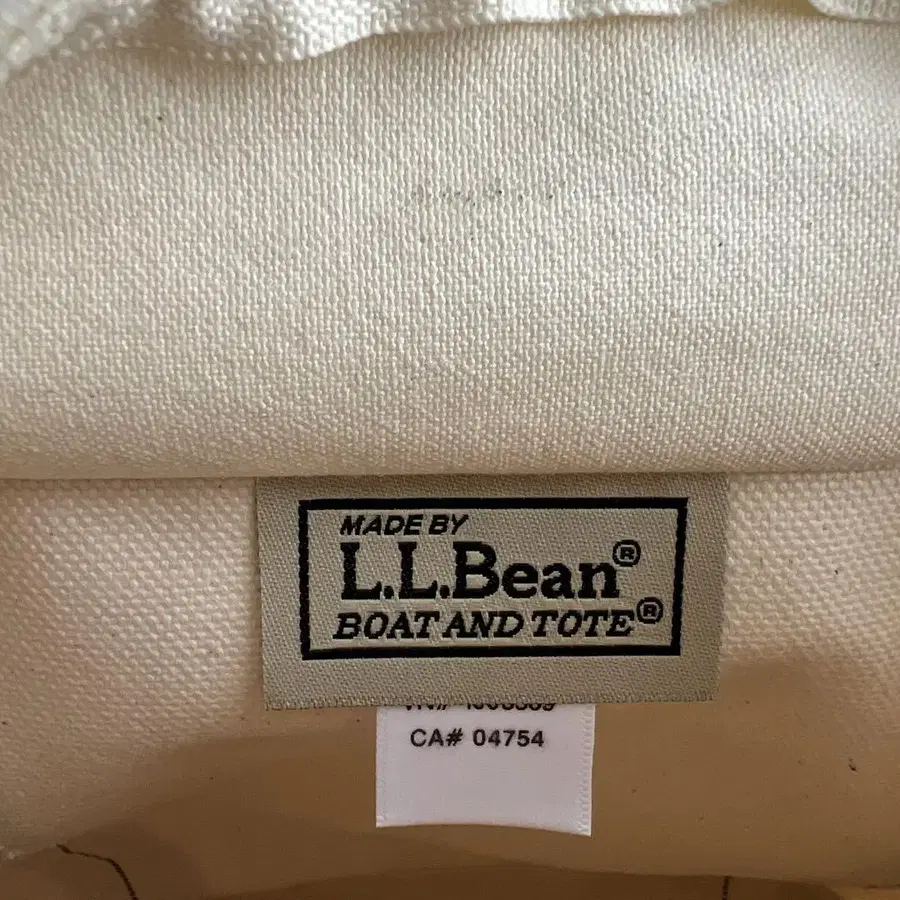 MADE BY
L.L.Bean®
BOAT AND TOTE®
CA# 04754